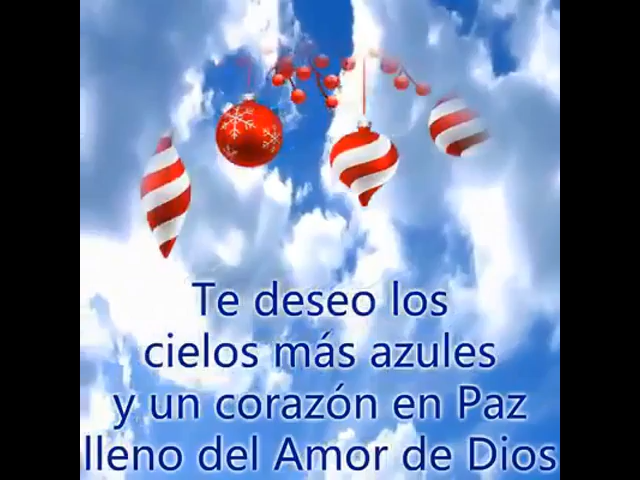 Te deseo los
cielos más azules
y un corazón en Paz
lleno del Amor de Dios